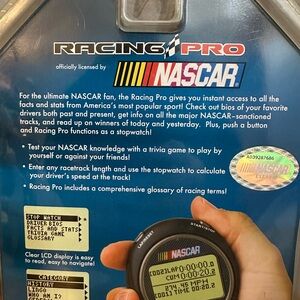 RACING PRO
officially licensed by
NASCAR
For the ultimate NASCAR fan, the Racing Pro gives you instant access to all the
facts and stats from America's most popular sport! Check out bios of your favorite
drivers both past and present, get info on all the major NASCAR-sanctioned
tracks, and read up on winners of today and yesterday. Plus, push a button
and Racing Pro functions as a stopwatch!
• Test your NASCAR knowledge with a trivia game to play by
yourself or against your friends!
• Enter any racetrack length and use the stopwatch to calculate
your driver's speed at the track!
• Racing Pro includes a comprehensive glossary of racing terms!
STOP WATCH
DRIVER BIOS
FACTS AND STATS
TRIVIA GAME
GLOSSARY
Clear LCD display is easy
to read, easy to navigate!
CATEGORY
HISTORY
LINGO
WHO AM I?
START/STOP
NASCAR